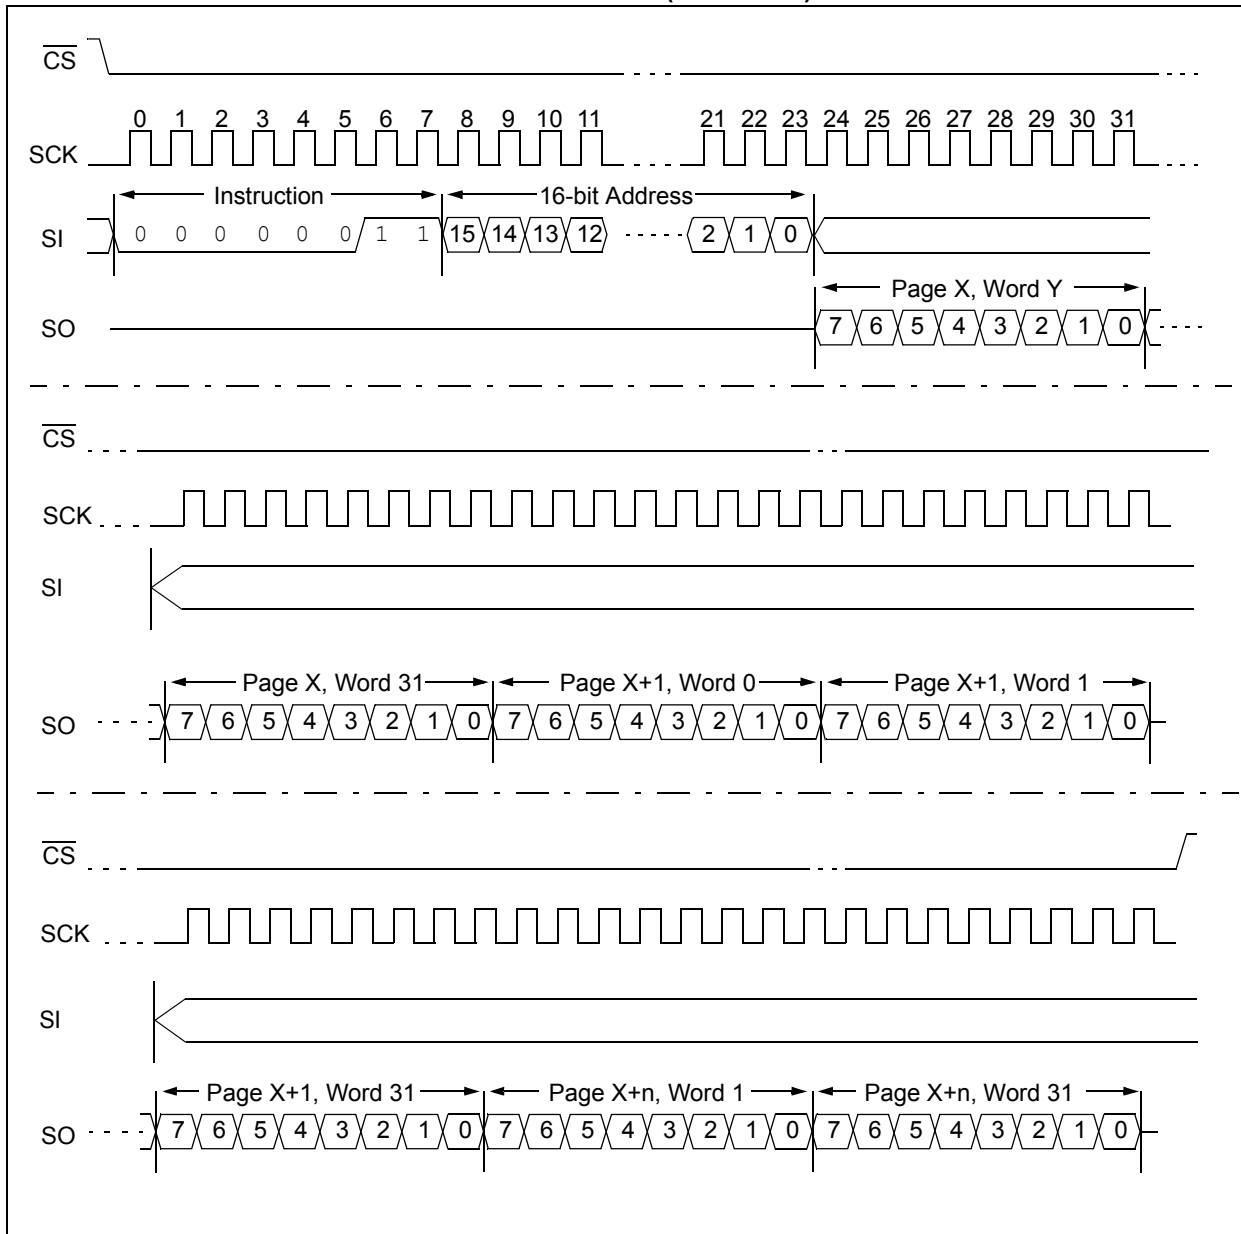 CS
0 1 2 3 4 5 6 7 8 9 10 11 21 22 23 24 25 26 27 28 29 30 31
SCK
Instruction 16-bit Address
SI 0 0 0 0 0 0 1 1 15 14 13 12 2 1 0
Page X, Word Y
SO 7 6 5 4 3 2 1 0
CS
SCK
SI
Page X, Word 31 Page X+1, Word 0 Page X+1, Word 1
SO 7 6 5 4 3 2 1 0 7 6 5 4 3 2 1 0 7 6 5 4 3 2 1 0
CS
SCK
SI
Page X+1, Word 31 Page X+n, Word 1 Page X+n, Word 31
SO 7 6 5 4 3 2 1 0 7 6 5 4 3 2 1 0 7 6 5 4 3 2 1 0